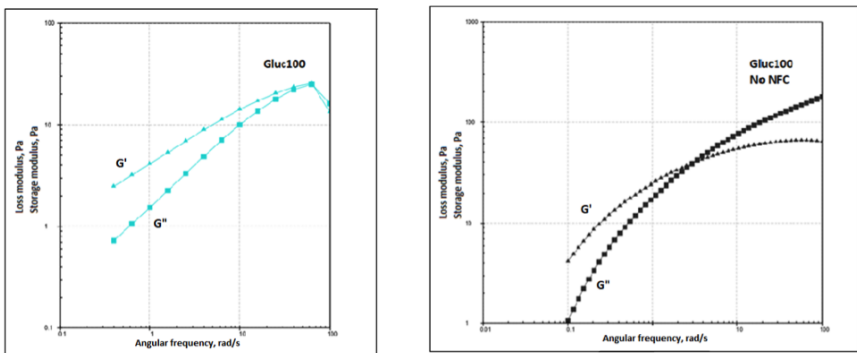 100
Gluc100
10
G'
1
G"
0.1
0.1
1
10
100
Angular frequency, rad/s
Loss modulus, Pa
Storage modulus, Pa
1000
Gluc100
No NFC
100
G'
10
G"
1
0.01
0.1
1
10
100
Angular frequency, rad/s
Loss modulus, Pa
Storage modulus, Pa